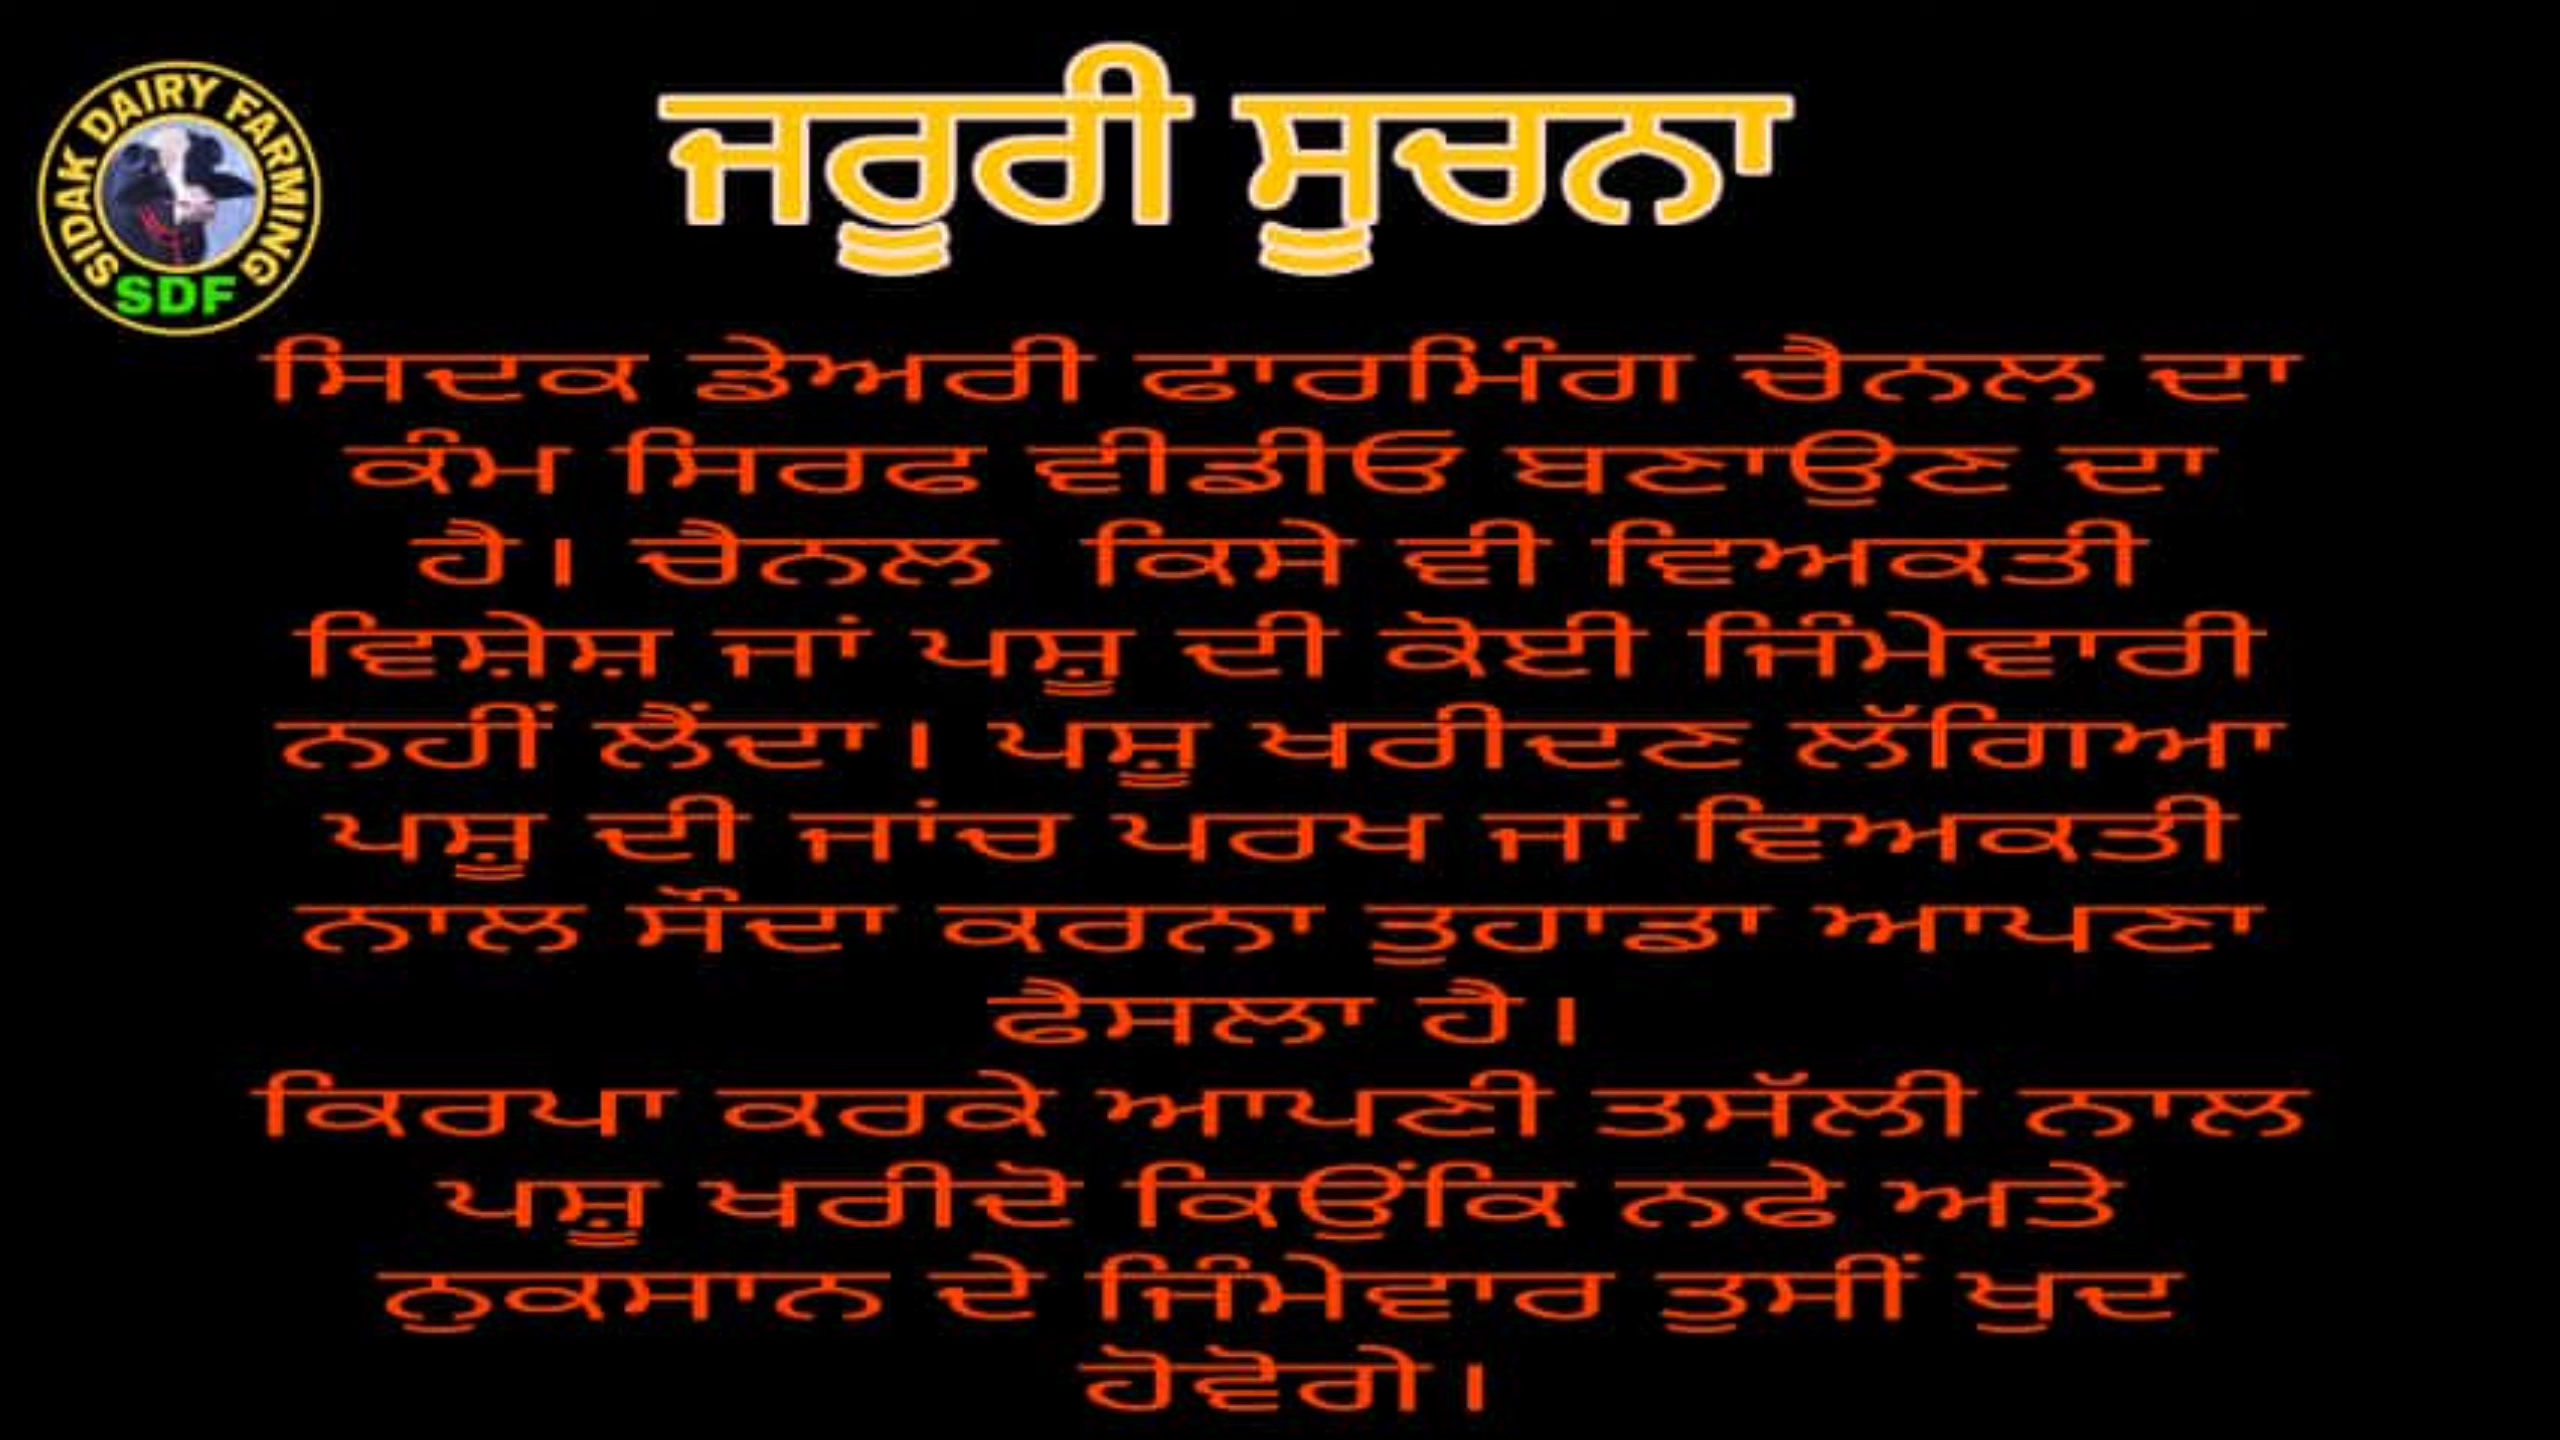 ਜਰੂਰੀ ਸੂਚਨਾ
SIDAK DAIRY FARMING
SDF
ਸਿਦਕ ਡੇਅਰੀ ਫਾਰਮਿੰਗ ਚੈਨਲ ਦਾ
ਕੰਮ ਸਿਰਫ ਵੀਡੀਓ ਬਣਾਉਣ ਦਾ
ਹੈ। ਚੈਨਲ ਕਿਸੇ ਵੀ ਵਿਅਕਤੀ
ਵਿਸ਼ੇਸ਼ ਜਾਂ ਪਸ਼ੂ ਦੀ ਕੋਈ ਜਿੰਮੇਵਾਰੀ
ਨਹੀਂ ਲੈਂਦਾ। ਪਸ਼ੂ ਖਰੀਦਣ ਲੱਗਿਆ
ਪਸ਼ੂ ਦੀ ਜਾਂਚ ਪਰਖ ਜਾਂ ਵਿਅਕਤੀ
ਨਾਲ ਸੌਦਾ ਕਰਨਾ ਤੁਹਾਡਾ ਆਪਣਾ
ਫੈਸਲਾ ਹੈ।
ਕਿਰਪਾ ਕਰਕੇ ਆਪਣੀ ਤਸੱਲੀ ਨਾਲ
ਪਸ਼ੂ ਖਰੀਦੋ ਕਿਉਂਕਿ ਨਫੇ ਅਤੇ
ਨੁਕਸਾਨ ਦੇ ਜਿੰਮੇਵਾਰ ਤੁਸੀਂ ਖੁਦ
ਹੋਵੋਗੇ।